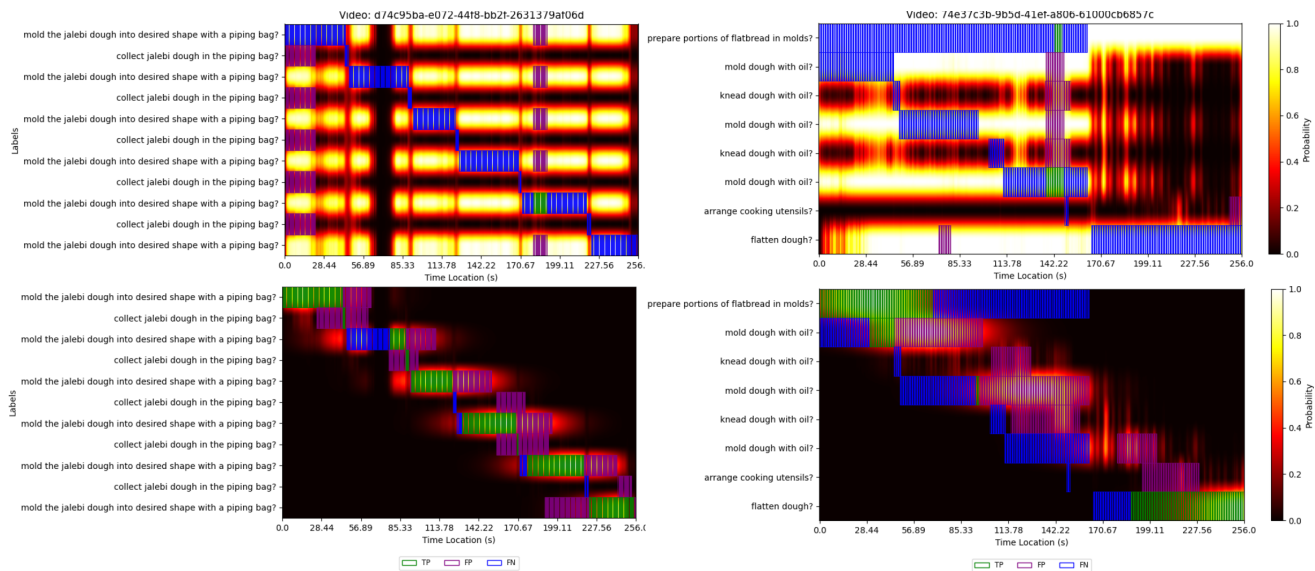 Video: d74c95ba-e072-44f8-bb2f-2631379af06d
Labels
mold the jalebi dough into desired shape with a piping bag?
collect jalebi dough in the piping bag?
mold the jalebi dough into desired shape with a piping bag?
collect jalebi dough in the piping bag?
mold the jalebi dough into desired shape with a piping bag?
collect jalebi dough in the piping bag?
mold the jalebi dough into desired shape with a piping bag?
collect jalebi dough in the piping bag?
mold the jalebi dough into desired shape with a piping bag?
collect jalebi dough in the piping bag?
mold the jalebi dough into desired shape with a piping bag?
0.0 28.44 56.89 85.33 113.78 142.22 170.67 199.11 227.56 256.
Time Location (s)
Video: 74e37c3b-9b5d-41ef-a806-61000cb6857c
prepare portions of flatbread in molds?
mold dough with oil?
knead dough with oil?
mold dough with oil?
knead dough with oil?
mold dough with oil?
arrange cooking utensils?
flatten dough?
0.0 28.44 56.89 85.33 113.78 142.22 170.67 199.11 227.56 256.0
Time Location (s)
1.0
0.8
0.6
0.4
0.2
0.0
Probability
Labels
mold the jalebi dough into desired shape with a piping bag?
collect jalebi dough in the piping bag?
mold the jalebi dough into desired shape with a piping bag?
collect jalebi dough in the piping bag?
mold the jalebi dough into desired shape with a piping bag?
collect jalebi dough in the piping bag?
mold the jalebi dough into desired shape with a piping bag?
collect jalebi dough in the piping bag?
mold the jalebi dough into desired shape with a piping bag?
collect jalebi dough in the piping bag?
mold the jalebi dough into desired shape with a piping bag?
0.0 28.44 56.89 85.33 113.78 142.22 170.67 199.11 227.56 256.0
Time Location (s)
TP FP FN
prepare portions of flatbread in molds?
mold dough with oil?
knead dough with oil?
mold dough with oil?
knead dough with oil?
mold dough with oil?
arrange cooking utensils?
flatten dough?
0.0 28.44 56.89 85.33 113.78 142.22 170.67 199.11 227.56 256.0
Time Location (s)
TP FP FN
1.0
0.8
0.6
0.4
0.2
0.0
Probability